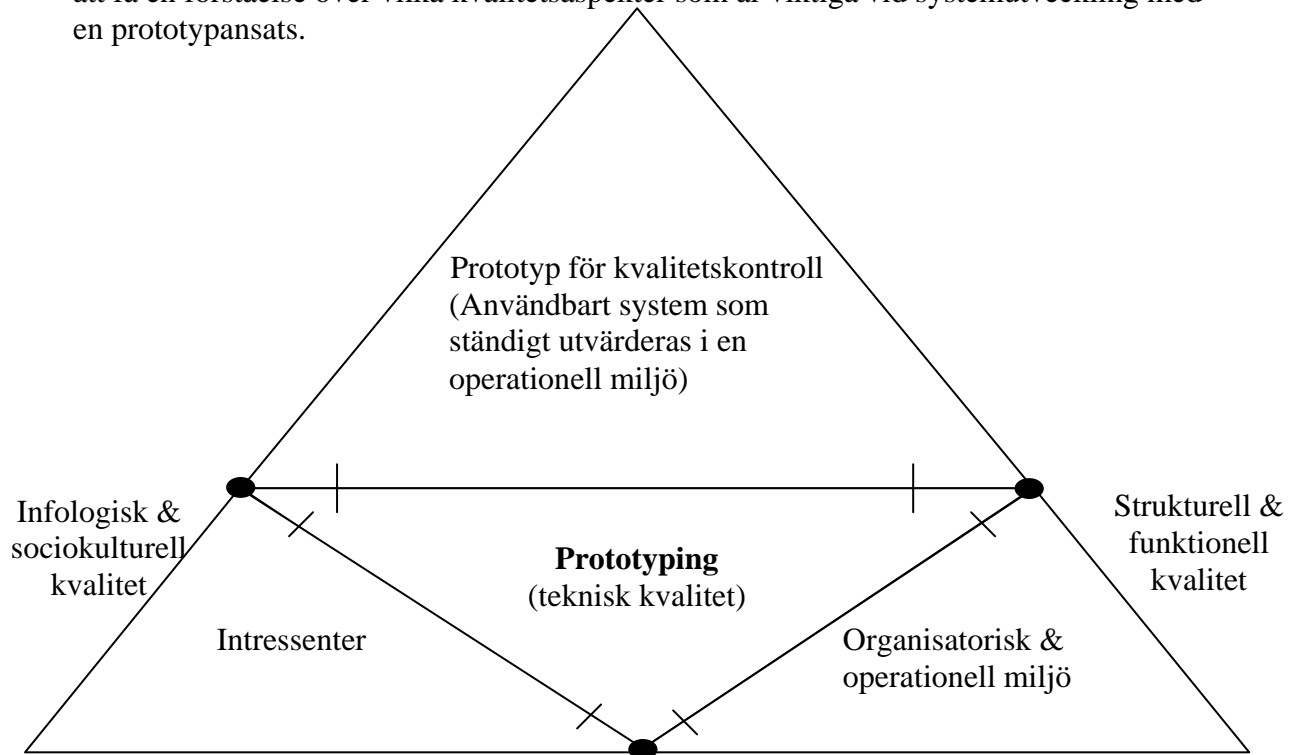 en prototypansats.
Prototyp för kvalitetskontroll
(Användbart system som
ständigt utvärderas i en
operationell miljö)
Infologisk &
sociokulturell
kvalitet
Strukturell &
funktionell
kvalitet
Prototyping
(teknisk kvalitet)
Intressenter
Organisatorisk &
operationell miljö